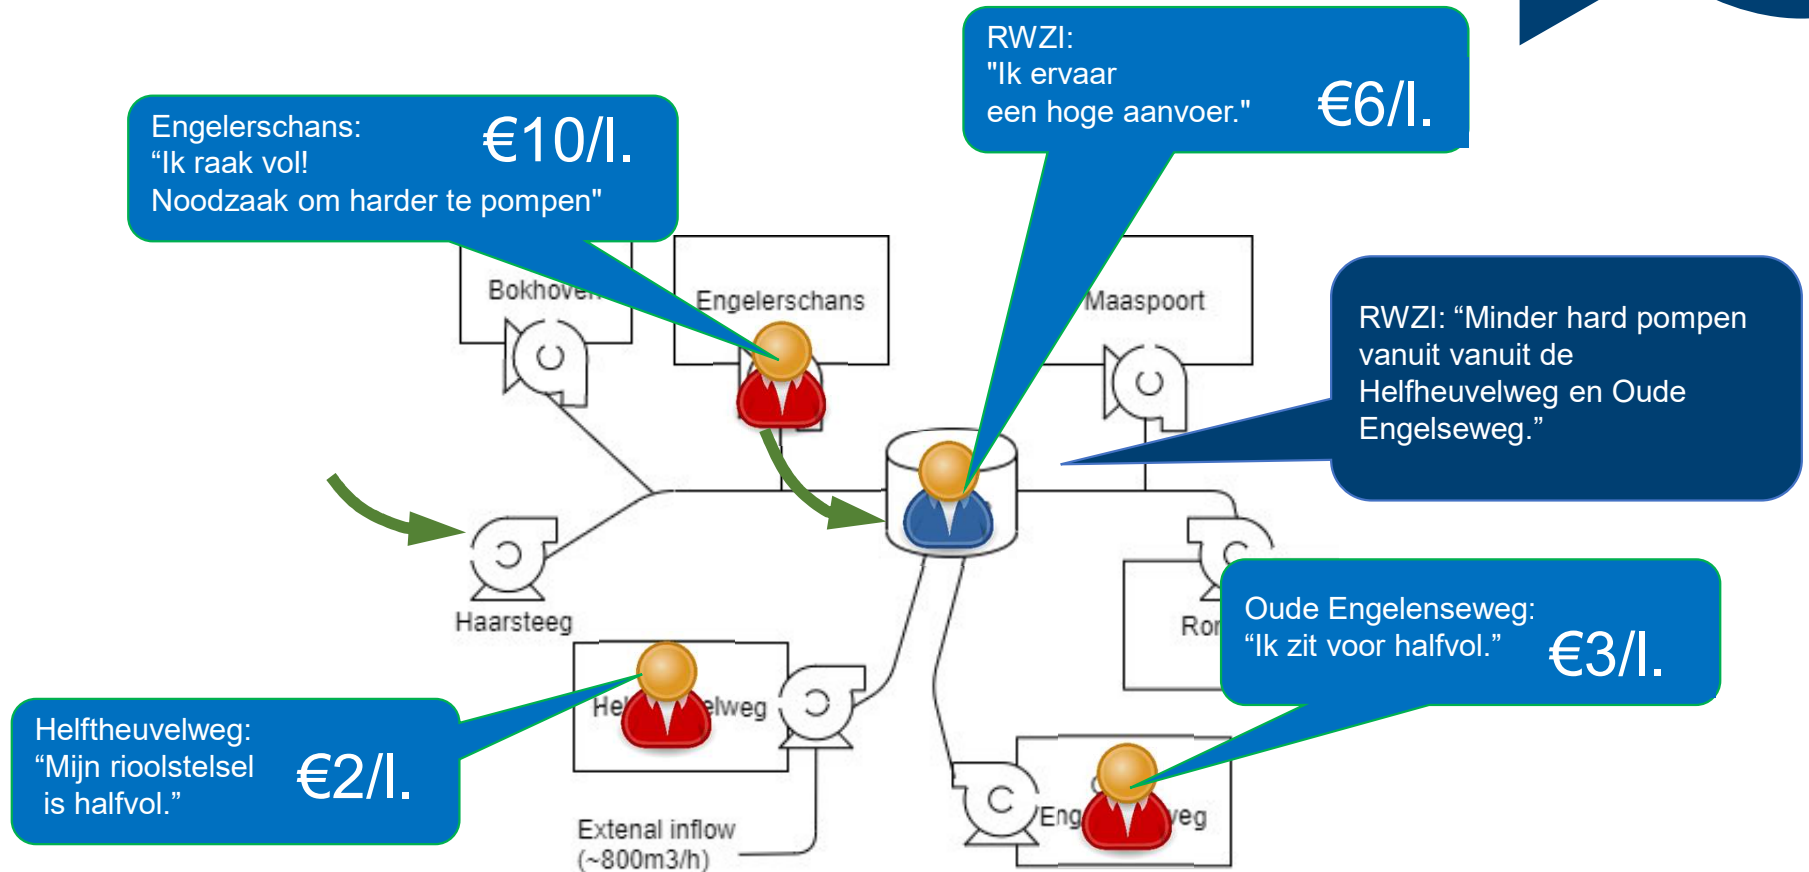 RWZI:
"Ik ervaar
een hoge aanvoer."
€6/l.
Engelerschans:
“Ik raak vol!
Noodzaak om harder te pompen"
€10/l.
Bokhoven
Engelerschans
Maaspoort
RWZI: “Minder hard pompen
vanuit vanuit de
Helfheuvelweg en Oude
Engelseweg.”
Haarsteeg
Oude Engelenseweg:
“Ik zit voor halfvol.”
€3/l.
Helftheuvelweg:
“Mijn rioolstelsel
is halfvol.”
€2/l.
Extenal inflow
(~800m3/h)